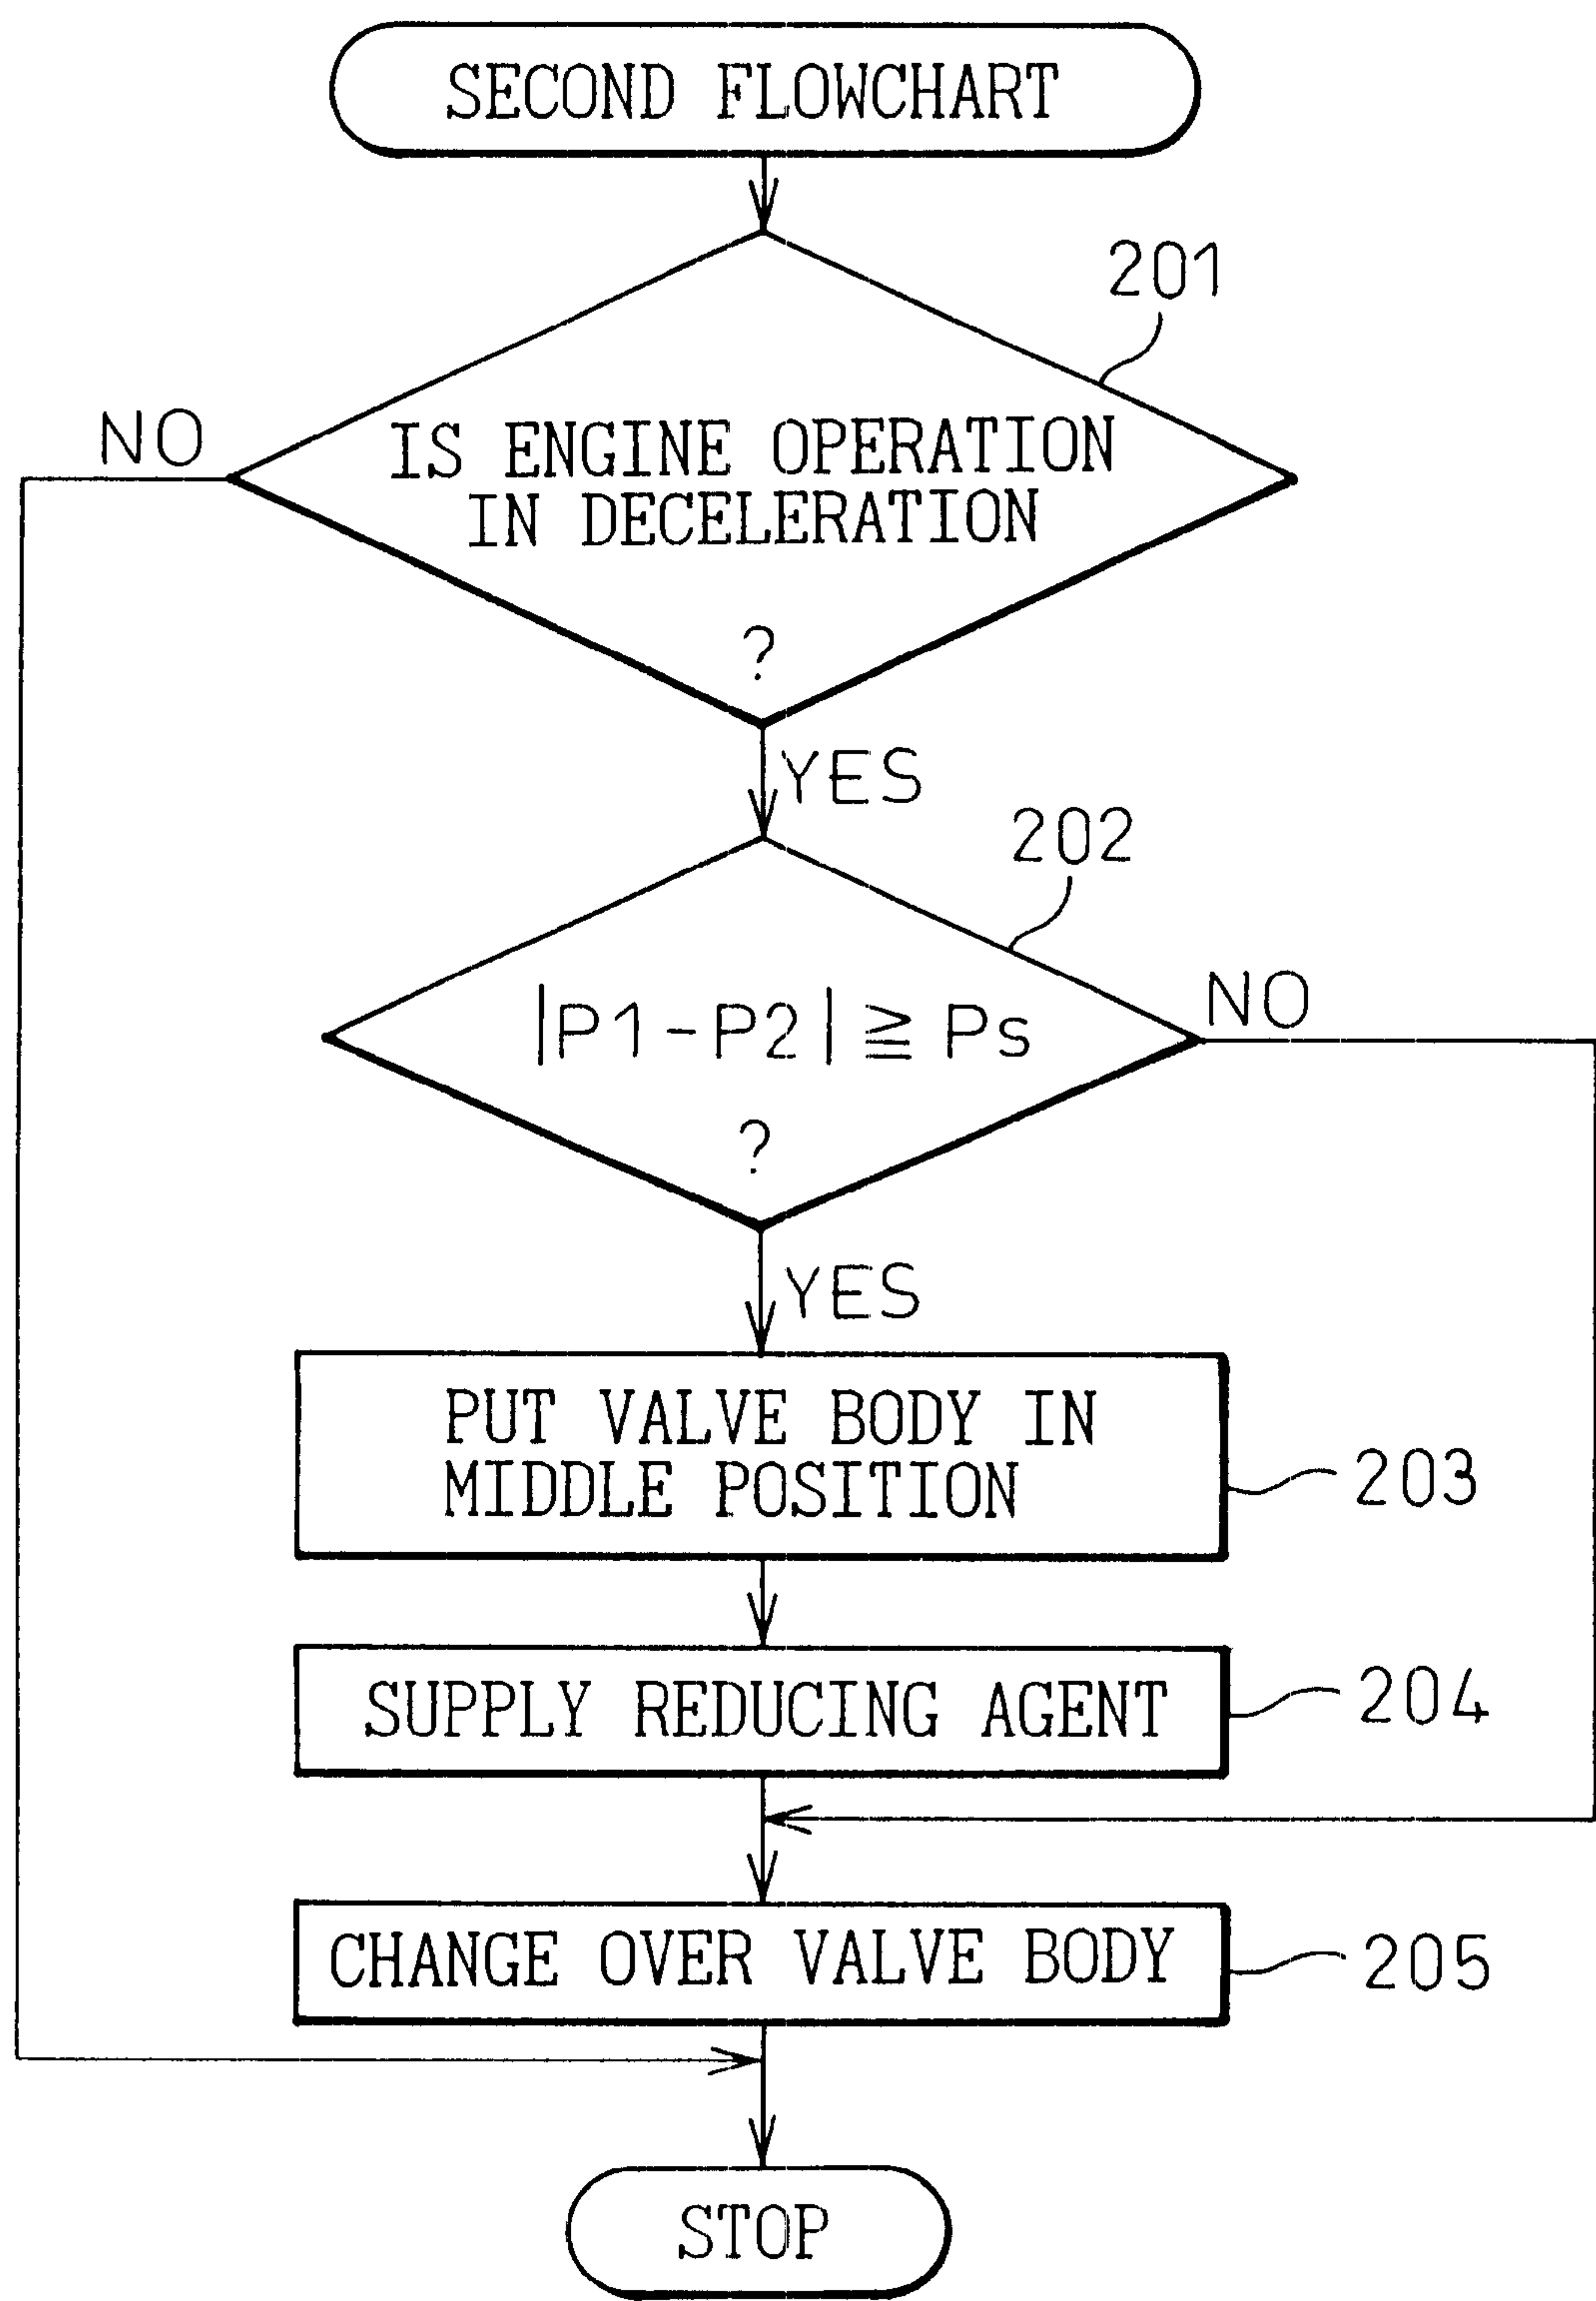 SECOND FLOWCHART
201
NO
IS ENGINE OPERATION
IN DECELERATION
?
YES
202
NO
|P1-P2| ≧ Ps
?
YES
PUT VALVE BODY IN
MIDDLE POSITION
203
SUPPLY REDUCING AGENT
204
CHANGE OVER VALVE BODY
205
STOP